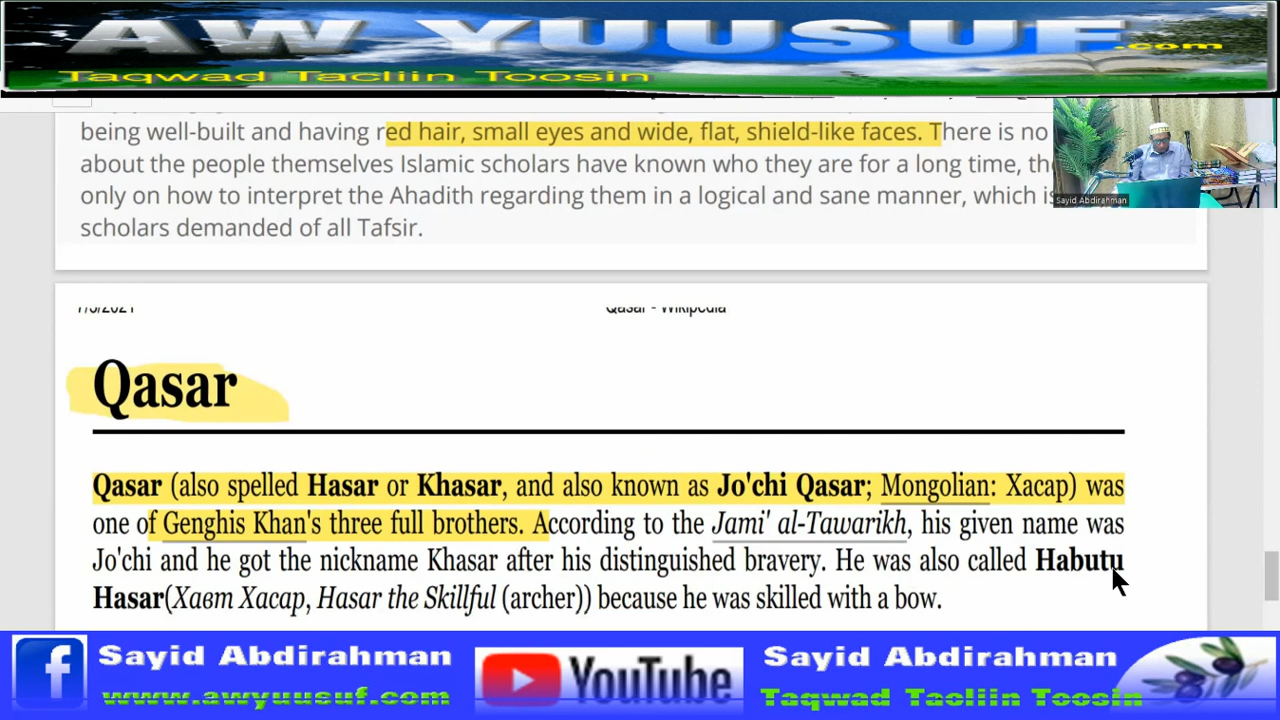 AW YUUSUF.com
Taqwad Tacliin Toosin
being well-built and having red hair, small eyes and wide, flat, shield-like faces. There is no
about the people themselves Islamic scholars have known who they are for a long time, the
only on how to interpret the Ahadith regarding them in a logical and sane manner, which is
scholars demanded of all Tafsir.
Sayid Abdirahman
7/5/2021 Qasar - Wikipedia
Qasar
Qasar (also spelled Hasar or Khasar, and also known as Jo'chi Qasar; Mongolian: Хасар) was
one of Genghis Khan's three full brothers. According to the Jami' al-Tawarikh, his given name was
Jo'chi and he got the nickname Khasar after his distinguished bravery. He was also called Habutu
Hasar(Хавт Хасар, Hasar the Skillful (archer)) because he was skilled with a bow.
f Sayid Abdirahman
www.awyuusuf.com
YouTube
Sayid Abdirahman
Taqwad Tacliin Toosin